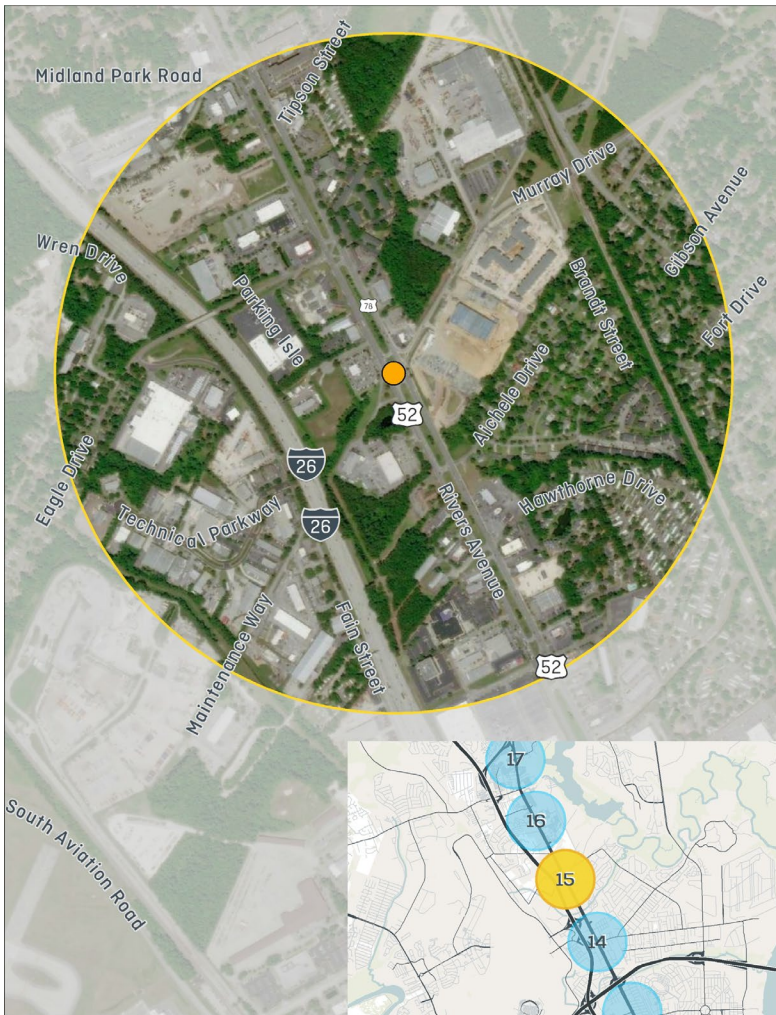 Midland Park Road
Tipson Street
Murray Drive
Gibson Avenue
Wren Drive
Parking Isle
78
Brandt Street
Fort Drive
52
Aichele Drive
26
Eagle Drive
Technical Parkway
26
Rivers Avenue
Hawthorne Drive
Maintenance Way
Fain Street
52
South Aviation Road
17
16
15
14